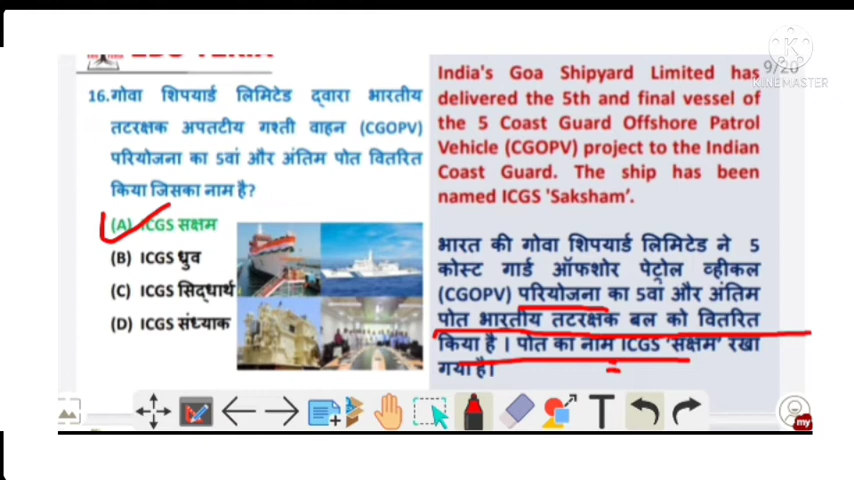 16.गोवा शिपयार्ड लिमिटेड द्वारा भारतीय
तटरक्षक अपतटीय गश्ती वाहन (CGOPV)
परियोजना का 5वां और अंतिम पोत वितरित
किया जिसका नाम है?
(A) ICGS सक्षम
(B) ICGS ध्रुव
(C) ICGS सिद्धार्थ
(D) ICGS संध्याक
India's Goa Shipyard Limited has
delivered the 5th and final vessel of
the 5 Coast Guard Offshore Patrol
Vehicle (CGOPV) project to the Indian
Coast Guard. The ship has been
named ICGS 'Saksham'.
भारत की गोवा शिपयार्ड लिमिटेड ने 5
कोस्ट गार्ड ऑफशोर पेट्रोल व्हीकल
(CGOPV) परियोजना का 5वां और अंतिम
पोत भारतीय तटरक्षक बल को वितरित
किया है। पोत का नाम ICGS 'सक्षम' रखा
गया है।
9/20
KINEMASTER
T
my